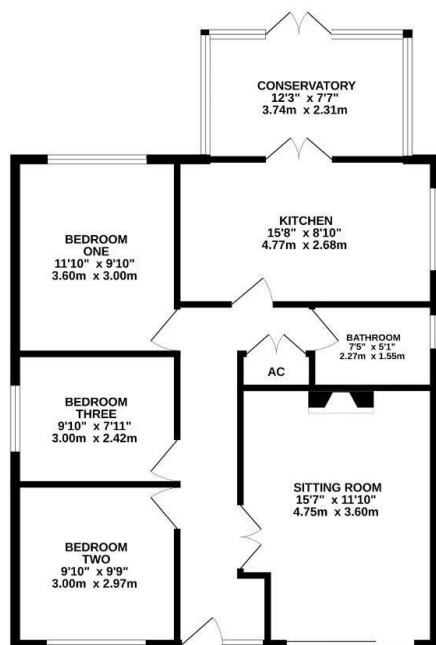 CONSERVATORY
12'3" x 7'7"
3.74m x 2.31m
KITCHEN
15'8" x 8'10"
4.77m x 2.68m
BEDROOM
ONE
11'10" x 9'10"
3.60m x 3.00m
BATHROOM
7'5" x 5'1"
2.27m x 1.55m
AC
BEDROOM
THREE
9'10" x 7'11"
3.00m x 2.42m
SITTING ROOM
15'7" x 11'10"
4.75m x 3.60m
BEDROOM
TWO
9'10" x 9'9"
3.00m x 2.97m